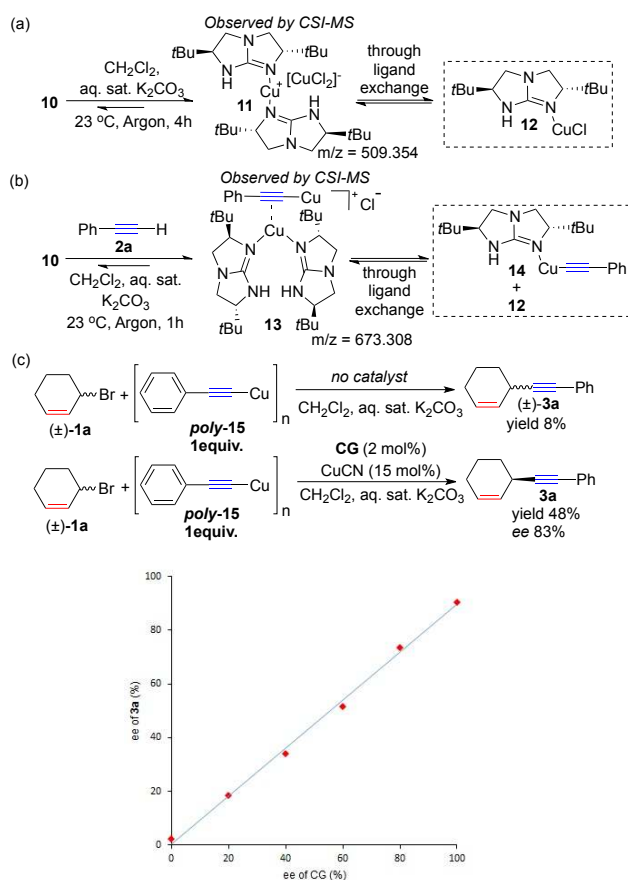 (a)
Observed by CSI-MS
tBu
N
tBu
N
H
N
through
ligand
exchange
CH2Cl2,
aq. sat. K2CO3
10
23 °C, Argon, 4h
11
Cu+
[CuCl2]-
N
H
N
N
tBu
tBu
m/z = 509.354
N
tBu
tBu
N
H
N
12
CuCl
(b)
Observed by CSI-MS
Ph
Cu
+
Cl−
tBu
Cu
tBu
Ph
H
2a
10
CH2Cl2, aq. sat.
K2CO3
23 °C, Argon, 1h
N
N
N
N
NH
HN
tBu
13
tBu
m/z = 673.308
through
ligand
exchange
N
tBu
tBu
N
H
N
14
Cu
Ph
+
12
(c)
Br
+
(±)-1a
Cu
n
poly-15
1equiv.
no catalyst
CH2Cl2, aq. sat. K2CO3
Ph
(±)-3a
yield 8%
Br
+
(±)-1a
Cu
n
poly-15
1equiv.
CG (2 mol%)
CuCN (15 mol%)
CH2Cl2, aq. sat. K2CO3
Ph
3a
yield 48%
ee 83%
100
80
60
40
20
0
ee of 3a (%)
0 20 40 60 80 100
ee of CG (%)